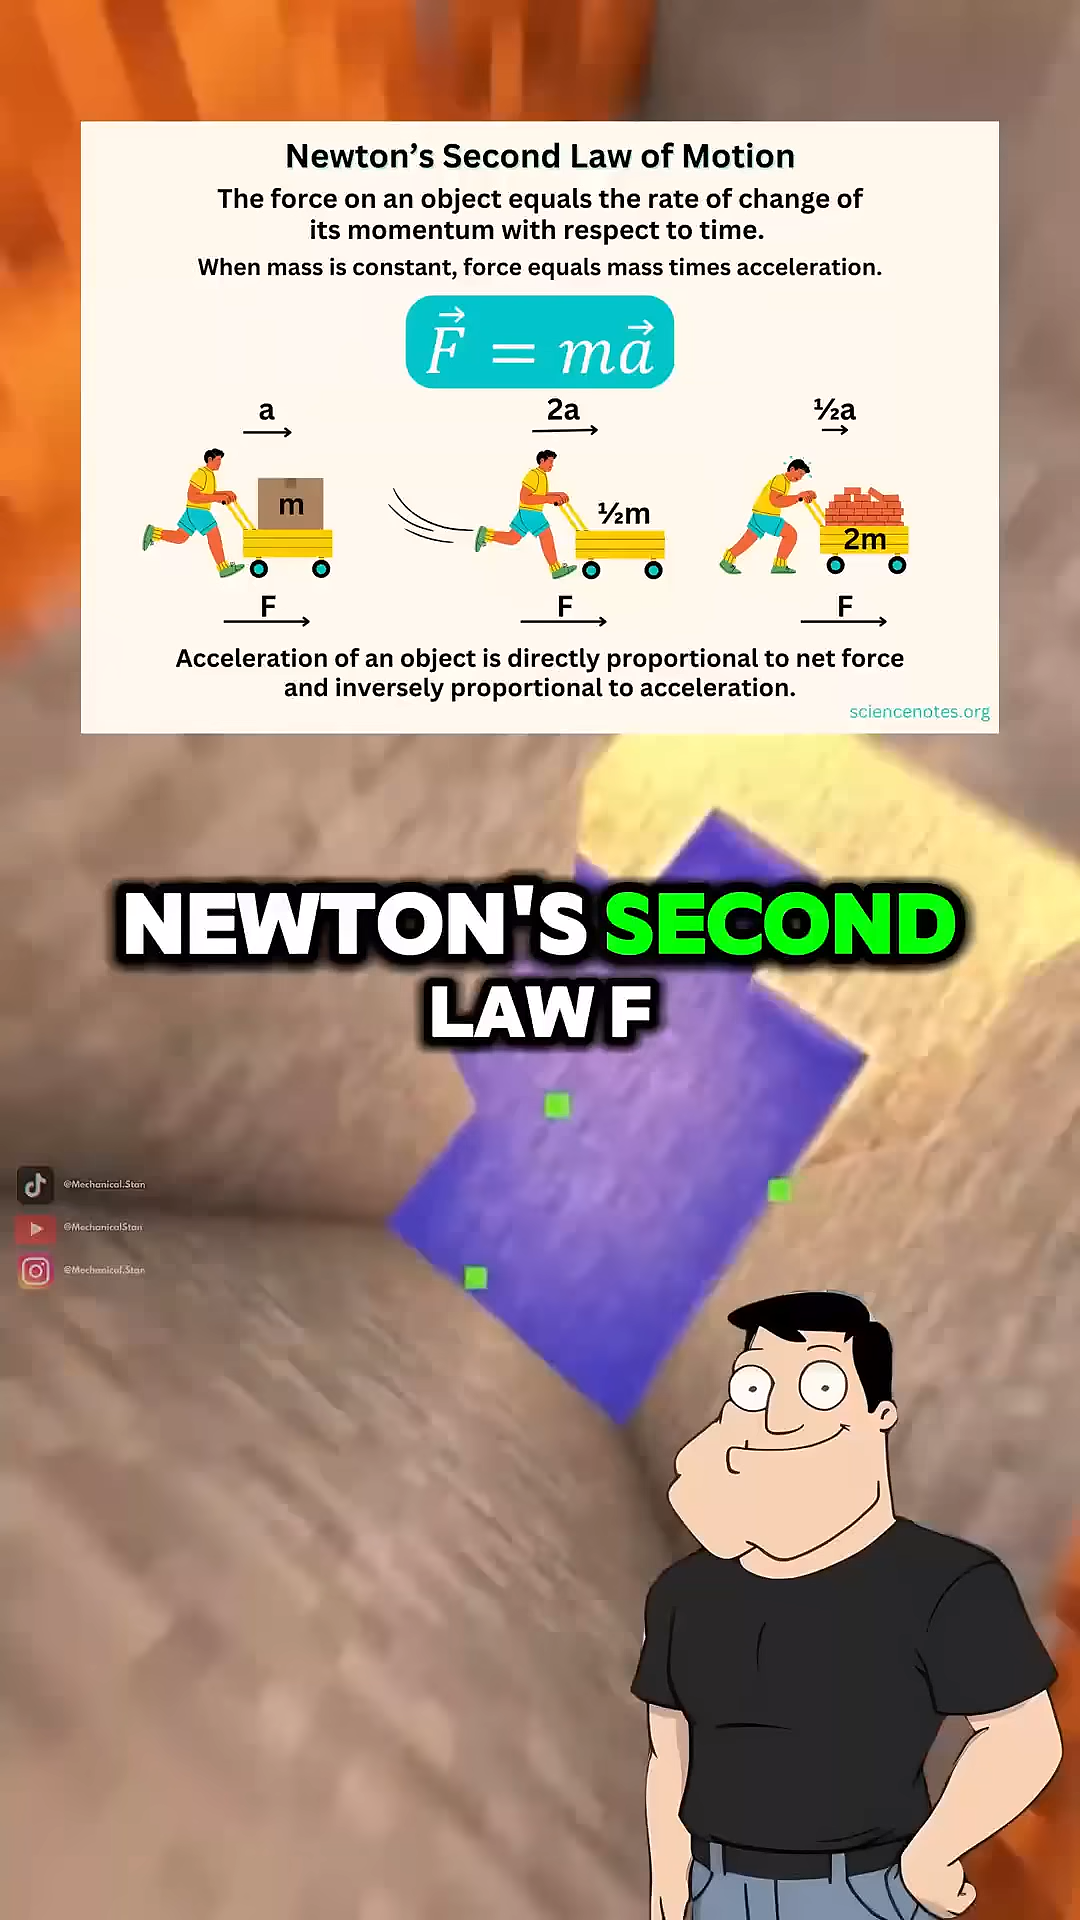 Newton's Second Law of Motion
The force on an object equals the rate of change of
its momentum with respect to time.
When mass is constant, force equals mass times acceleration.
F⃗ = ma⃗
a
2a
½a
m
½m
2m
F
F
F
Acceleration of an object is directly proportional to net force
and inversely proportional to acceleration.
sciencenotes.org
NEWTON'S SECOND
LAW F
@Mechanical.Stan
@MechanicalStan
@Mechanical.Stan